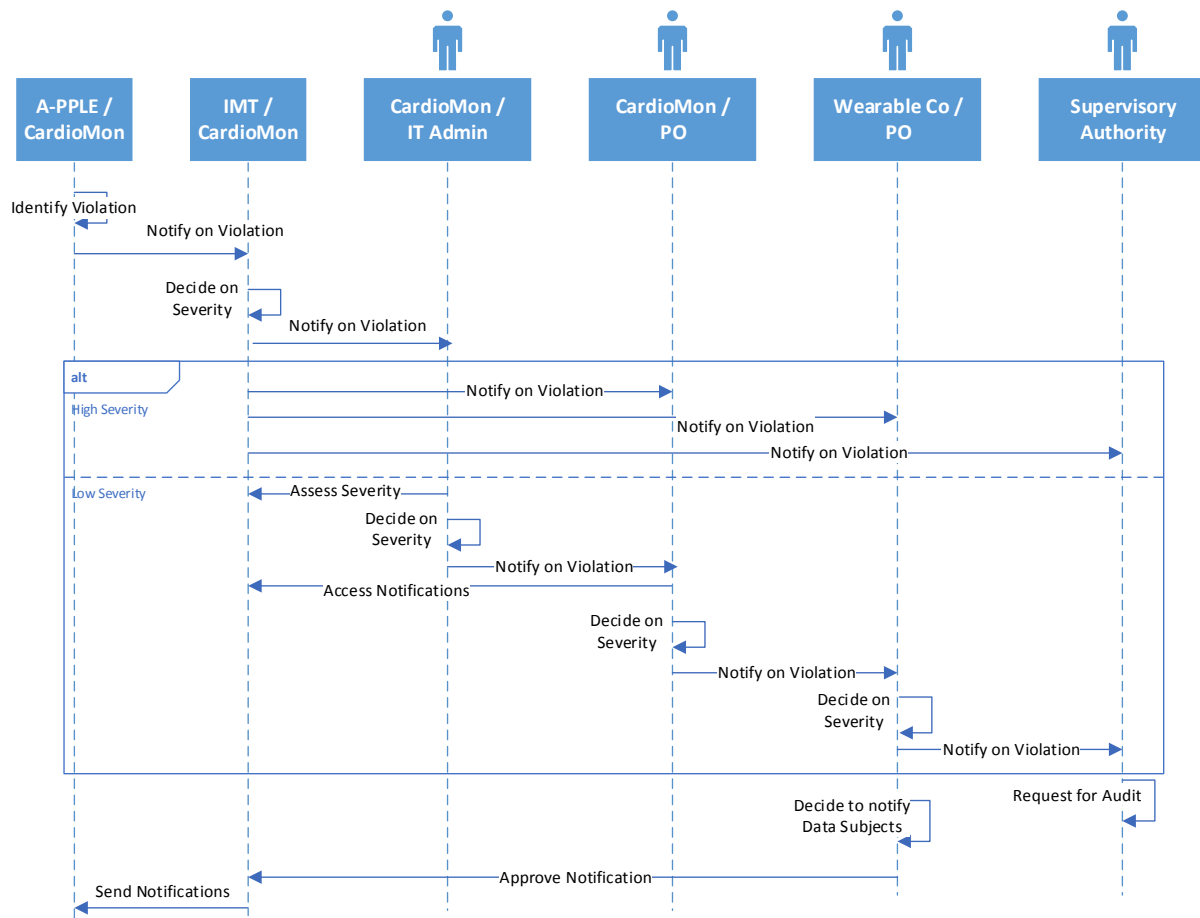 A-PPLE /
CardioMon
IMT /
CardioMon
CardioMon /
IT Admin
CardioMon /
PO
Wearable Co /
PO
Supervisory
Authority
Identify Violation
Notify on Violation
Decide on
Severity
Notify on Violation
alt
High Severity
Notify on Violation
Notify on Violation
Notify on Violation
Low Severity
Assess Severity
Decide on
Severity
Notify on Violation
Access Notifications
Decide on
Severity
Notify on Violation
Decide on
Severity
Notify on Violation
Request for Audit
Decide to notify
Data Subjects
Approve Notification
Send Notifications